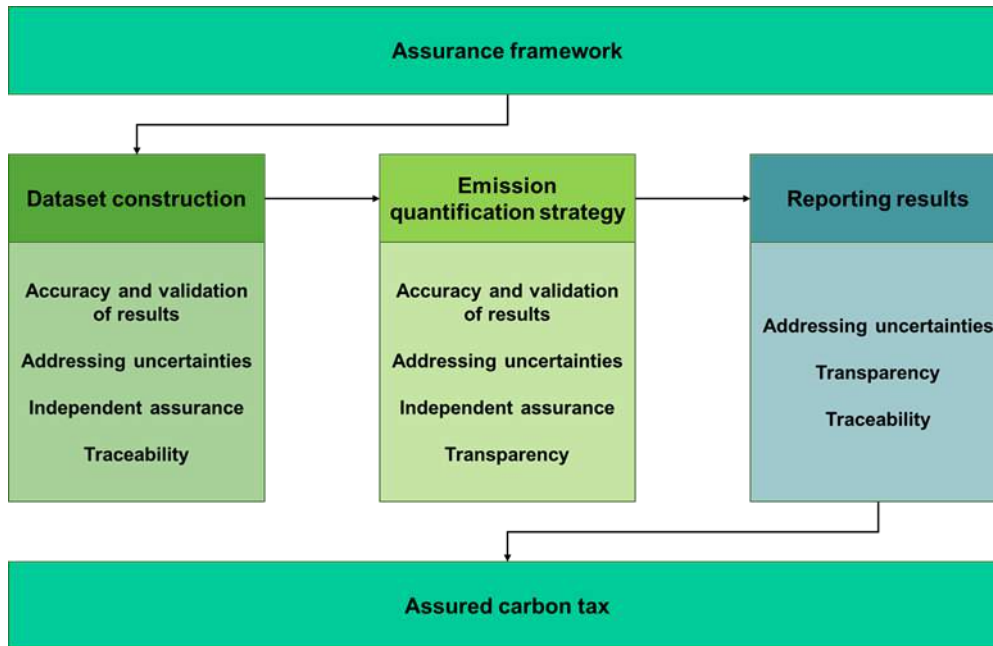 Assurance framework
Dataset construction
Accuracy and validation
of results
Addressing uncertainties
Independent assurance
Traceability
Emission
quantification strategy
Accuracy and validation
of results
Addressing uncertainties
Independent assurance
Transparency
Reporting results
Addressing uncertainties
Transparency
Traceability
Assured carbon tax